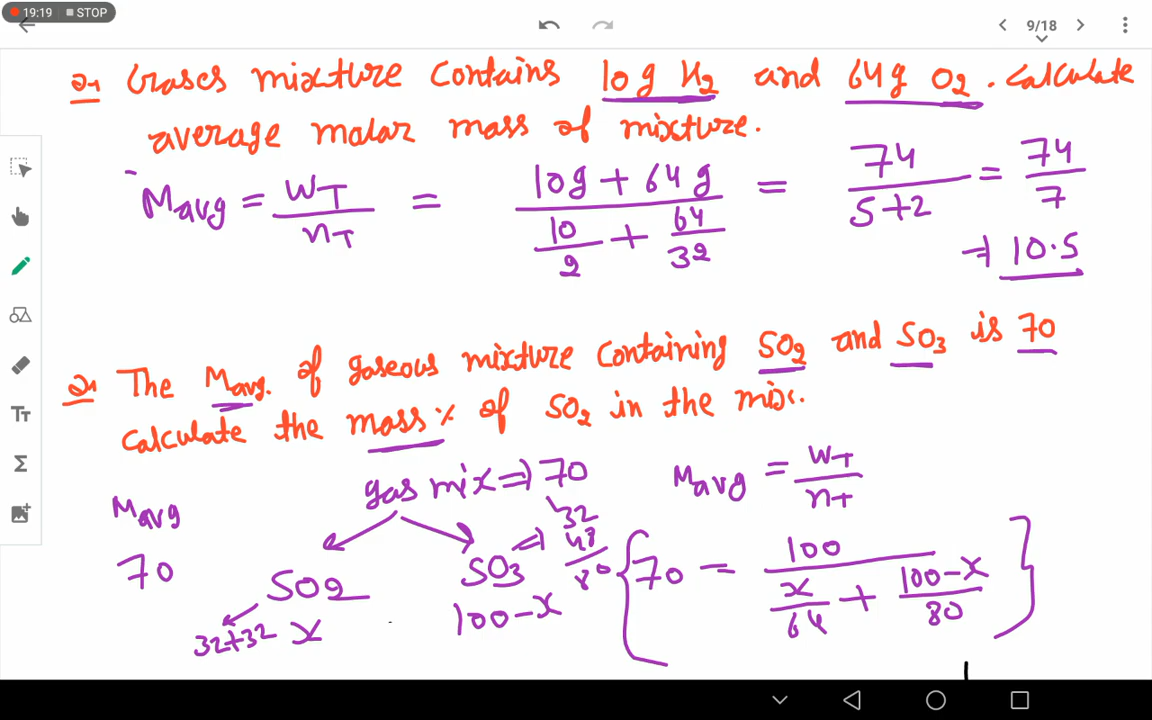 19:19 STOP
9/18
Q1 Gases mixture contains 10g H2 and 64g O2. Calculate
average molar mass of mixture.
Mavg = WT/nT = (10g + 64g)/(10/2 + 64/32) = 74/(5+2) = 74/7
⇒ 10.5
Q1 The Mavg. of gaseous mixture containing SO2 and SO3 is 70
Calculate the mass % of SO2 in the mix.
gas mix ⇒ 70
Mavg = WT/nT
Mavg
70
SO2
SO3 ⇒ 32 48/80
{70 = 100/(x/64 + (100-x)/80)}
32+32 x
100-x
Tт
Σ